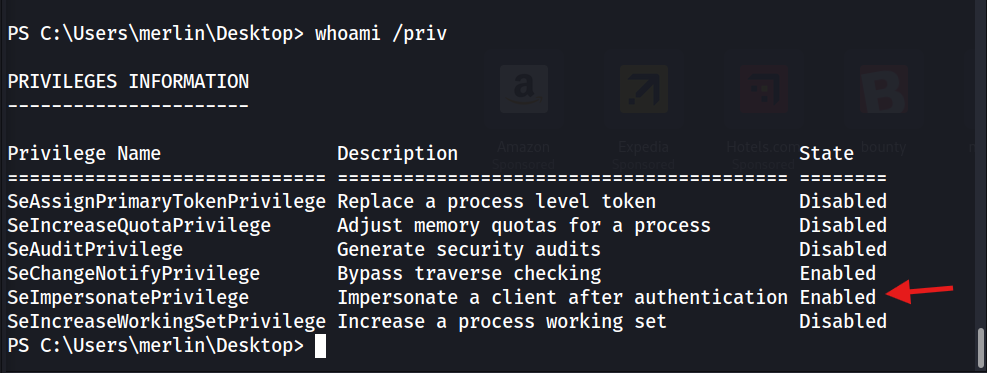 PS C:\Users\merlin\Desktop> whoami /priv
PRIVILEGES INFORMATION
----------------------
Amazon Expedia Hotels.com bounty
Sponsored Sponsored Sponsored
Privilege Name Description State
============================= ========================================= ========
SeAssignPrimaryTokenPrivilege Replace a process level token Disabled
SeIncreaseQuotaPrivilege Adjust memory quotas for a process Disabled
SeAuditPrivilege Generate security audits Disabled
SeChangeNotifyPrivilege Bypass traverse checking Enabled
SeImpersonatePrivilege Impersonate a client after authentication Enabled
SeIncreaseWorkingSetPrivilege Increase a process working set Disabled
PS C:\Users\merlin\Desktop>